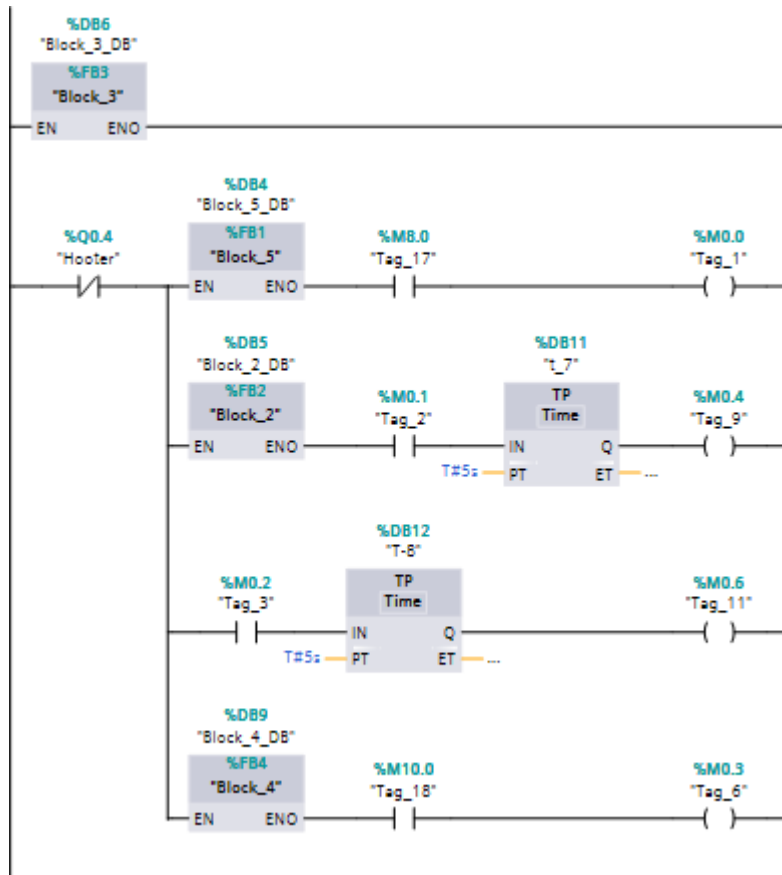 %DB6
"Block_3_DB"
%FB3
"Block_3"
EN ENO
%DB4
"Block_5_DB"
%Q0.4 %FB1 %M8.0 %M0.0
"Hooter" "Block_5" "Tag_17" "Tag_1"
EN ENO
%DB5 %DB11
"Block_2_DB" "t_7"
%FB2 %M0.1 TP %M0.4
"Block_2" "Tag_2" Time "Tag_9"
EN ENO IN Q
T#5s PT ET ...
%DB12
"T-8"
%M0.2 TP %M0.6
"Tag_3" Time "Tag_11"
IN Q
T#5s PT ET ...
%DB9
"Block_4_DB"
%FB4 %M10.0 %M0.3
"Block_4" "Tag_18" "Tag_6"
EN ENO